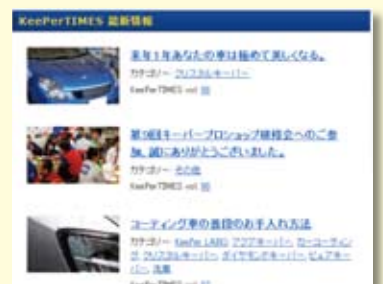 KeePerTIMES 最新情報
来年1年あなたの車は極めて美しくなる。
カテゴリー クリスタルキーパー
KeePerTIMES vol
第9回キーパープロショップ継栓会へのご参
加、誠にありがとうございました。
カテゴリー その他
KeePerTIMES vol
コーティング車の普段のお手入れ方法
カテゴリー KeePer LABO アクアキーパー カーコーティン
グ クリスタルキーパー ダイヤモンドキーパー ピュアキー
パー 洗車